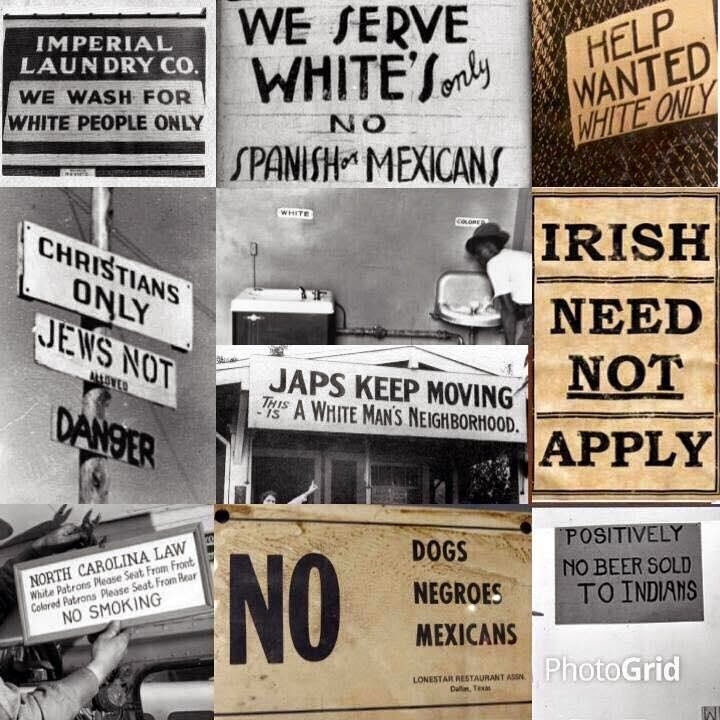 IMPERIAL
LAUNDRY CO.
WE WASH FOR
WHITE PEOPLE ONLY
WE SERVE
WHITE'S only
NO
SPANISH or MEXICANS
HELP
WANTED
WHITE ONLY
CHRISTIANS
ONLY
JEWS NOT
ALLOWED
DANGER
WHITE
COLORED
JAPS KEEP MOVING
THIS IS A WHITE MAN'S NEIGHBORHOOD.
IRISH
NEED
NOT
APPLY
NORTH CAROLINA LAW
White Patrons Please Seat From Front
Colored Patrons Please Seat From Rear
NO SMOKING
NO
DOGS
NEGROES
MEXICANS
LONESTAR RESTAURANT ASSN.
Dallas, Texas
POSITIVELY
NO BEER SOLD
TO INDIANS
PhotoGrid